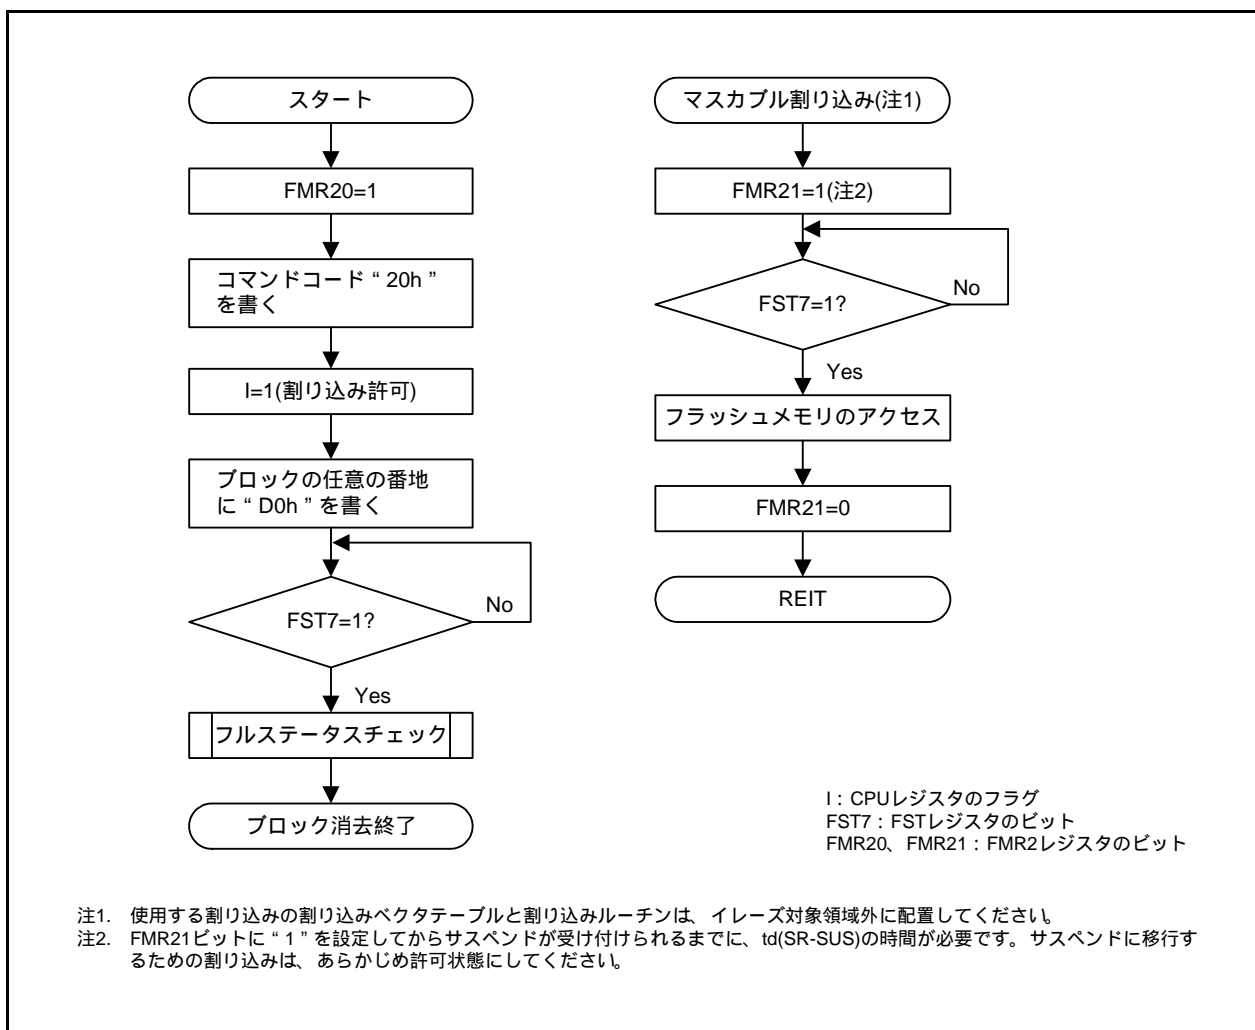 スタート
FMR20=1
コマンドコード “ 20h ”
を書く
I=1(割り込み許可)
ブロックの任意の番地
に “ D0h ” を書く
FST7=1?
No
Yes
フルステータスチェック
ブロック消去終了
マスカブル割り込み(注1)
FMR21=1(注2)
FST7=1?
No
Yes
フラッシュメモリのアクセス
FMR21=0
REIT
I : CPUレジスタのフラグ
FST7 : FSTレジスタのビット
FMR20、FMR21 : FMR2レジスタのビット
注1. 使用する割り込みの割り込みベクタテーブルと割り込みルーチンは、イレーズ対象領域外に配置してください。
注2. FMR21ビットに “ 1 ” を設定してからサスペンドが受け付けられるまでに、td(SR-SUS)の時間が必要です。サスペンドに移行す
るための割り込みは、あらかじめ許可状態にしてください。